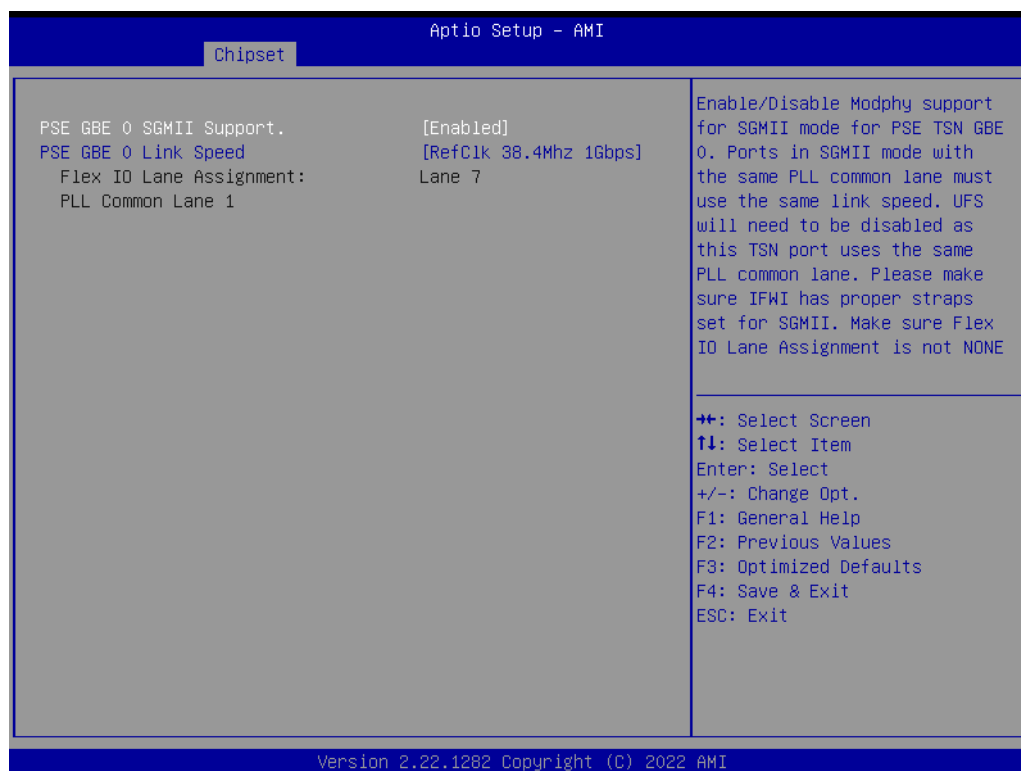 Aptio Setup – AMI
Chipset
PSE GBE 0 SGMII Support. [Enabled]
PSE GBE 0 Link Speed [RefClk 38.4Mhz 1Gbps]
Flex IO Lane Assignment: Lane 7
PLL Common Lane 1
Enable/Disable Modphy support
for SGMII mode for PSE TSN GBE
0. Ports in SGMII mode with
the same PLL common lane must
use the same link speed. UFS
will need to be disabled as
this TSN port uses the same
PLL common lane. Please make
sure IFWI has proper straps
set for SGMII. Make sure Flex
IO Lane Assignment is not NONE
→←: Select Screen
↑↓: Select Item
Enter: Select
+/-: Change Opt.
F1: General Help
F2: Previous Values
F3: Optimized Defaults
F4: Save & Exit
ESC: Exit
Version 2.22.1282 Copyright (C) 2022 AMI